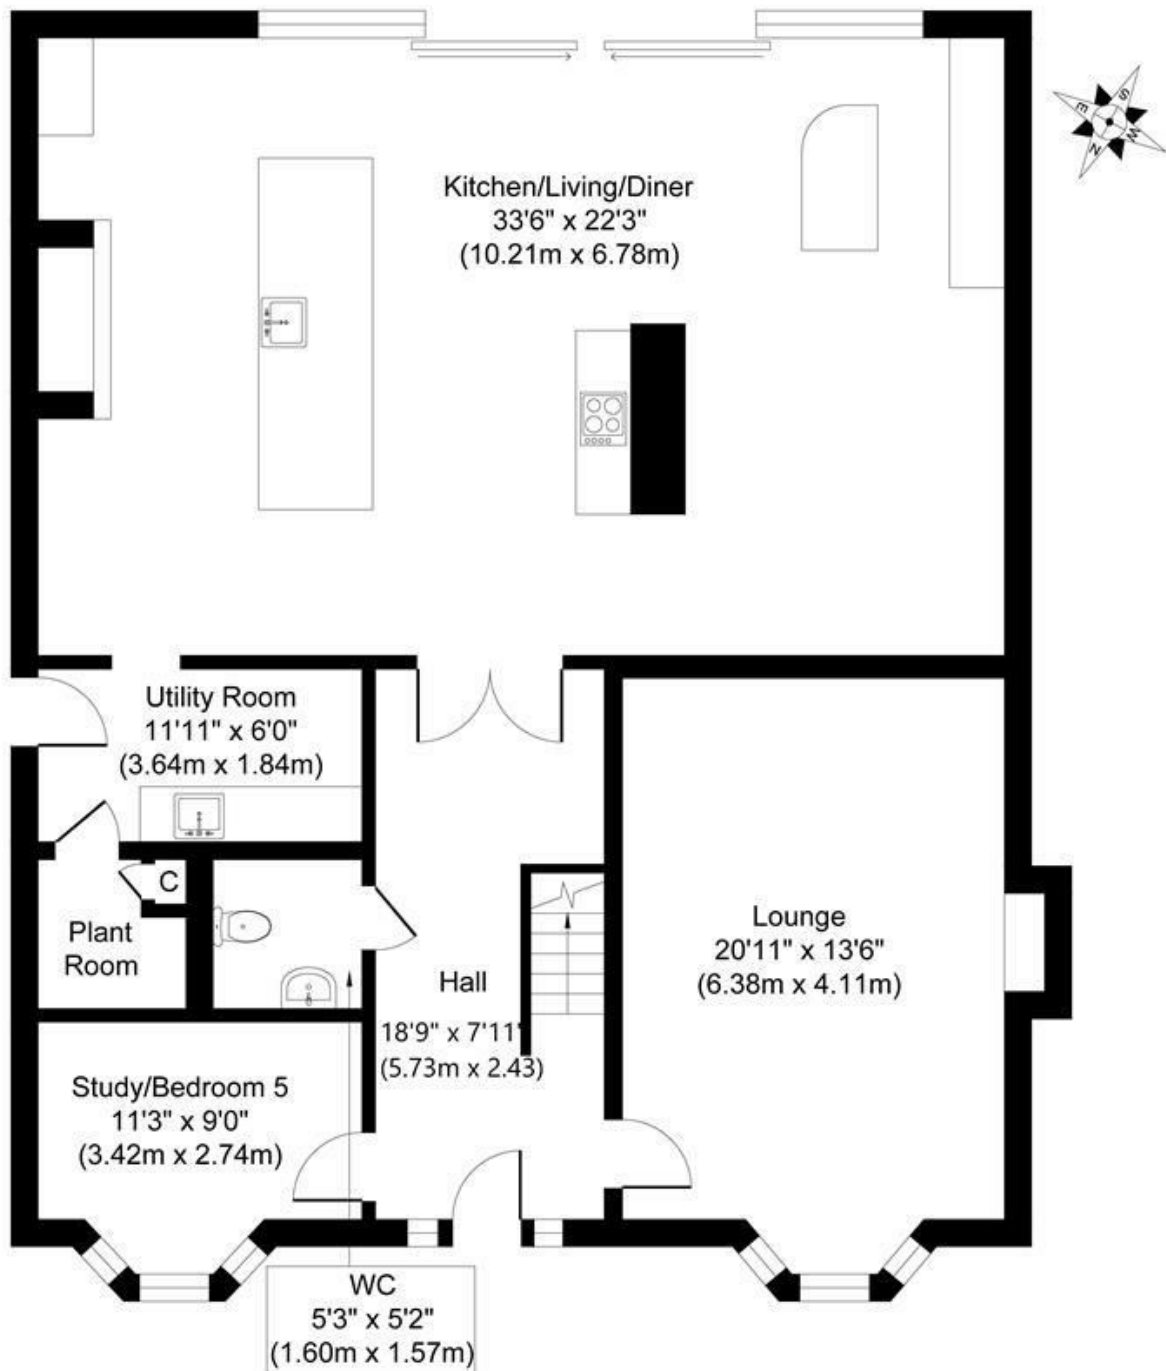 S
E
W
N
Kitchen/Living/Diner
33'6" x 22'3"
(10.21m x 6.78m)
Utility Room
11'11" x 6'0"
(3.64m x 1.84m)
C
Plant
Room
Lounge
20'11" x 13'6"
(6.38m x 4.11m)
Hall
18'9" x 7'11"
(5.73m x 2.43)
Study/Bedroom 5
11'3" x 9'0"
(3.42m x 2.74m)
WC
5'3" x 5'2"
(1.60m x 1.57m)